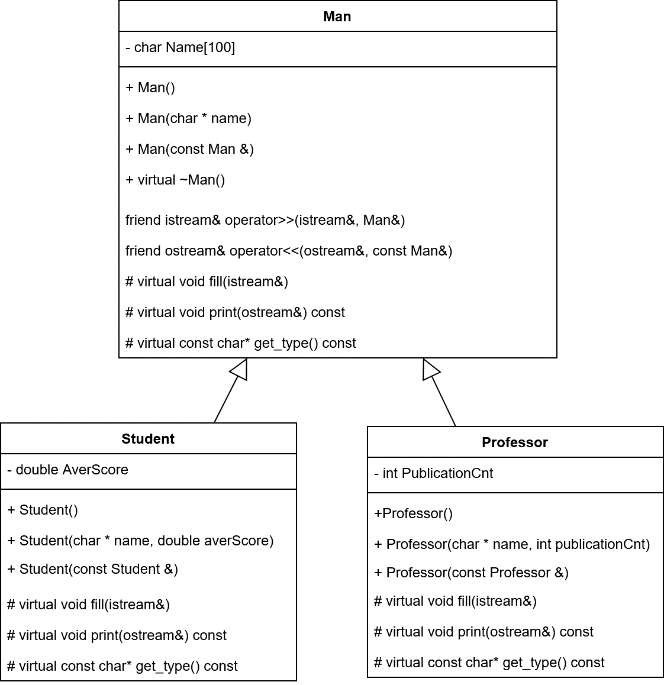 Man
- char Name[100]
+ Man()
+ Man(char * name)
+ Man(const Man &)
+ virtual ~Man()
friend istream& operator>>(istream&, Man&)
friend ostream& operator<<(ostream&, const Man&)
# virtual void fill(istream&)
# virtual void print(ostream&) const
# virtual const char* get_type() const
Student
- double AverScore
+ Student()
+ Student(char * name, double averScore)
+ Student(const Student &)
# virtual void fill(istream&)
# virtual void print(ostream&) const
# virtual const char* get_type() const
Professor
- int PublicationCnt
+Professor()
+ Professor(char * name, int publicationCnt)
+ Professor(const Professor &)
# virtual void fill(istream&)
# virtual void print(ostream&) const
# virtual const char* get_type() const